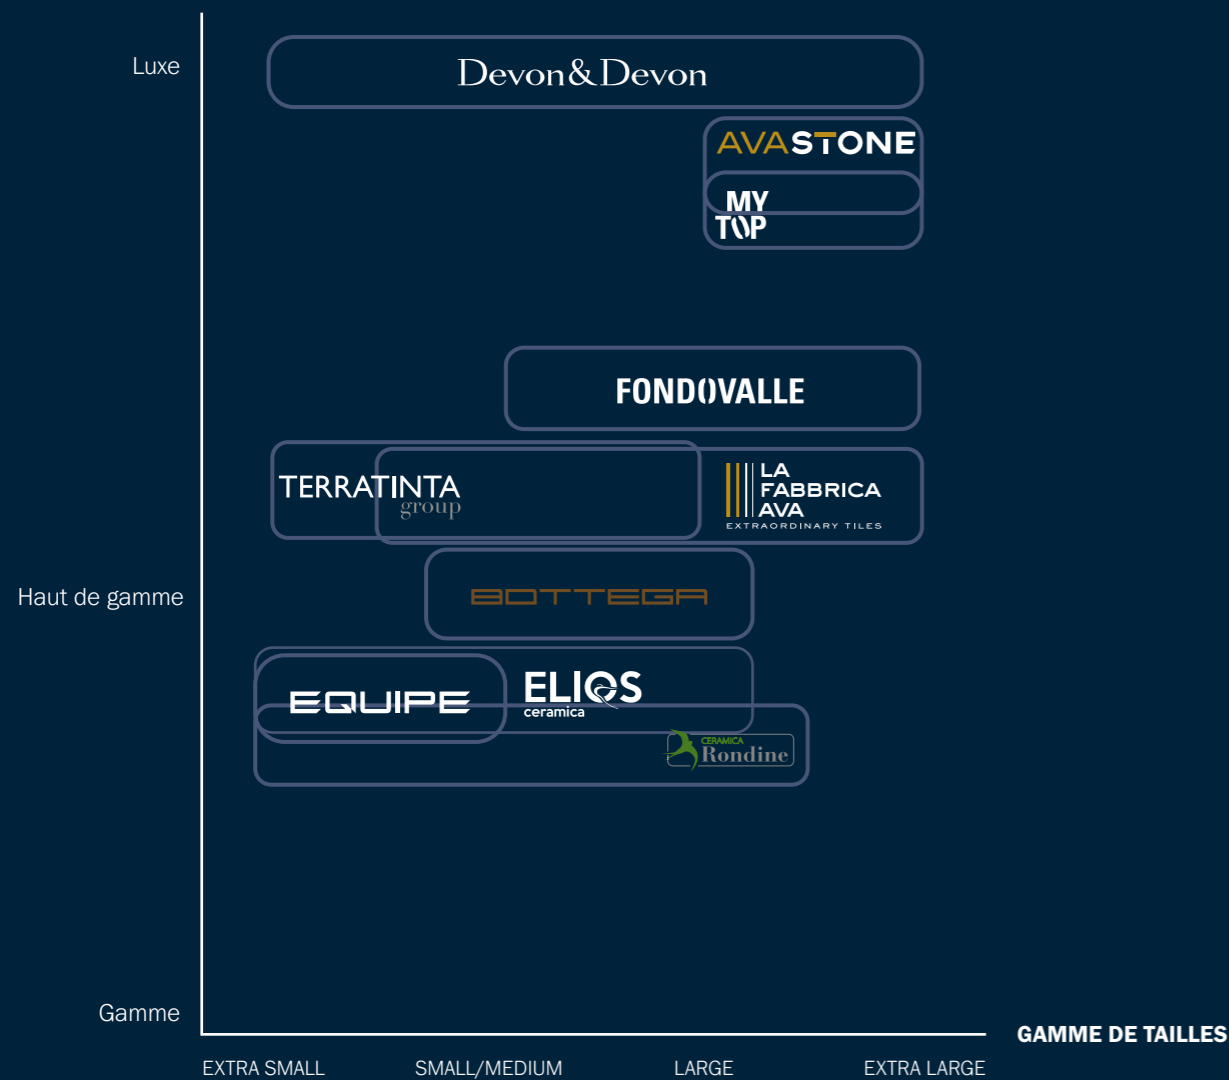 Luxe
Devon&Devon
AVASTONE
MY
TOP
FONDOVALLE
TERRATINTA
group
LA
FABBRICA
AVA
EXTRAORDINARY TILES
Haut de gamme
BOTTEGA
EQUIPE
ELIOS
ceramica
CERAMICA
Rondine
Gamme
GAMME DE TAILLES
EXTRA SMALL
SMALL/MEDIUM
LARGE
EXTRA LARGE